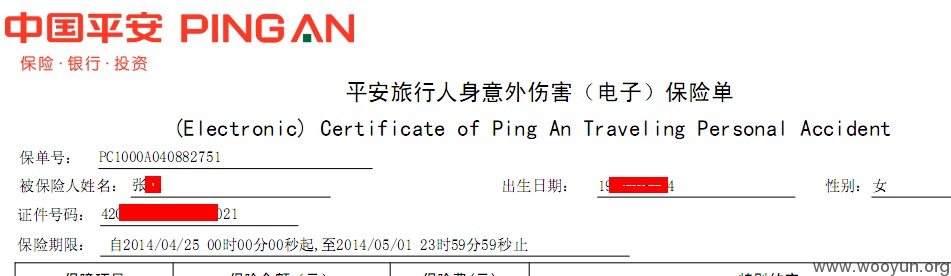 中国平安 PING AN
保险·银行·投资
平安旅行人身意外伤害（电子）保险单
(Electronic) Certificate of Ping An Traveling Personal Accident
保单号： PC1000A040882751
被保险人姓名： 张 出生日期： 19 4 性别： 女
证件号码： 420 021
保险期限： 自2014/04/25 00时00分00秒起,至2014/05/01 23时59分59秒止
www.wooyun.org